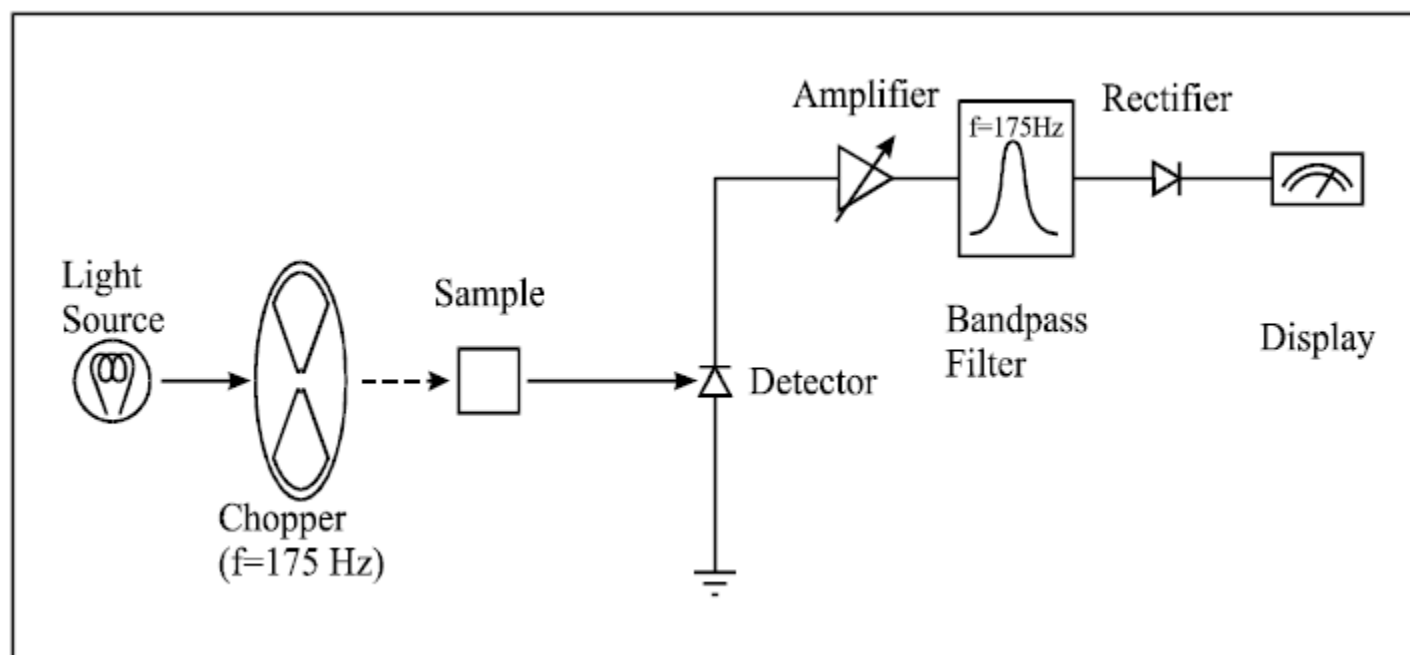 Amplifier
f=175Hz
Rectifier
Light
Source
Sample
Bandpass
Filter
Display
Detector
Chopper
(f=175 Hz)